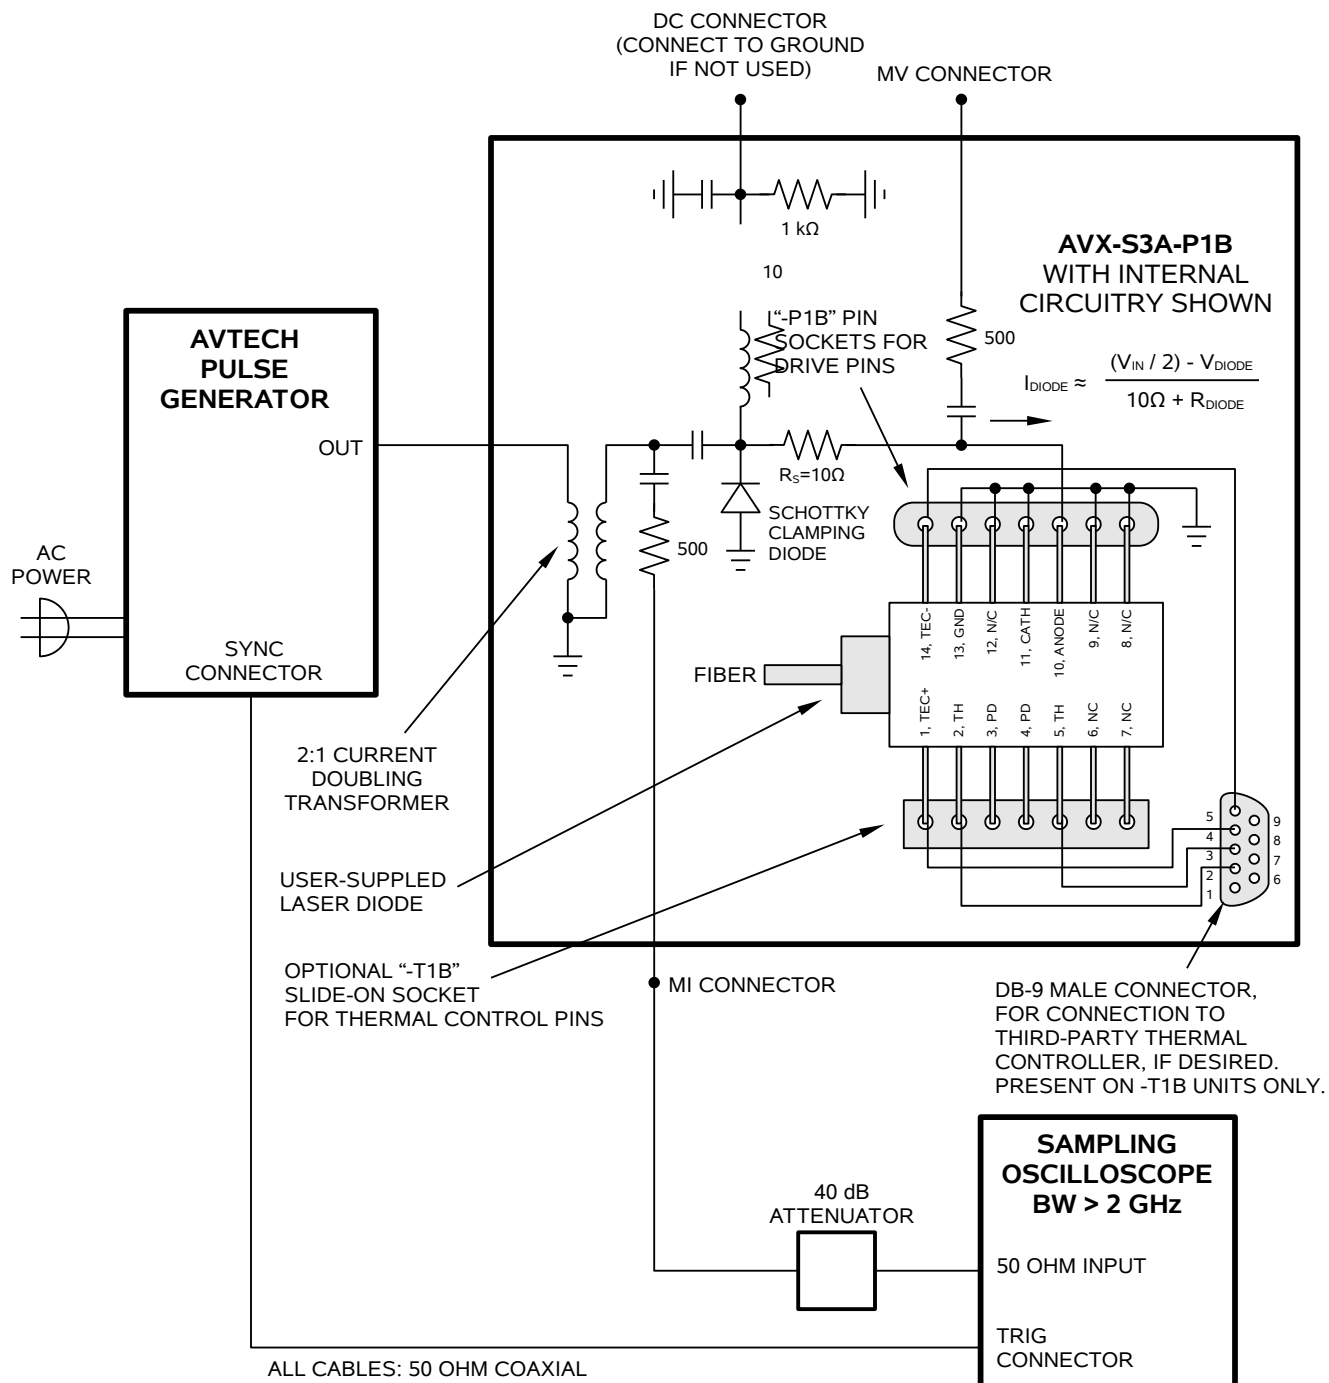 DC CONNECTOR
(CONNECT TO GROUND
IF NOT USED)
MV CONNECTOR
1 kΩ
10
AVX-S3A-P1B
WITH INTERNAL
CIRCUITRY SHOWN
"-P1B" PIN
SOCKETS FOR
DRIVE PINS
500
I_DIODE ≈ (V_IN / 2) - V_DIODE
10Ω + R_DIODE
AVTECH
PULSE
GENERATOR
OUT
R_S=10Ω
SCHOTTKY
CLAMPING
DIODE
500
AC
POWER
SYNC
CONNECTOR
14, TEC-
13, GND
12, N/C
11, CATH
10, ANODE
9, N/C
8, N/C
FIBER
1, TEC+
2, TH
3, PD
4, PD
5, TH
6, NC
7, NC
2:1 CURRENT
DOUBLING
TRANSFORMER
5
4
3
2
1
9
8
7
6
USER-SUPPLED
LASER DIODE
OPTIONAL "-T1B"
SLIDE-ON SOCKET
FOR THERMAL CONTROL PINS
MI CONNECTOR
DB-9 MALE CONNECTOR,
FOR CONNECTION TO
THIRD-PARTY THERMAL
CONTROLLER, IF DESIRED.
PRESENT ON -T1B UNITS ONLY.
SAMPLING
OSCILLOSCOPE
BW > 2 GHz
40 dB
ATTENUATOR
50 OHM INPUT
TRIG
CONNECTOR
ALL CABLES: 50 OHM COAXIAL